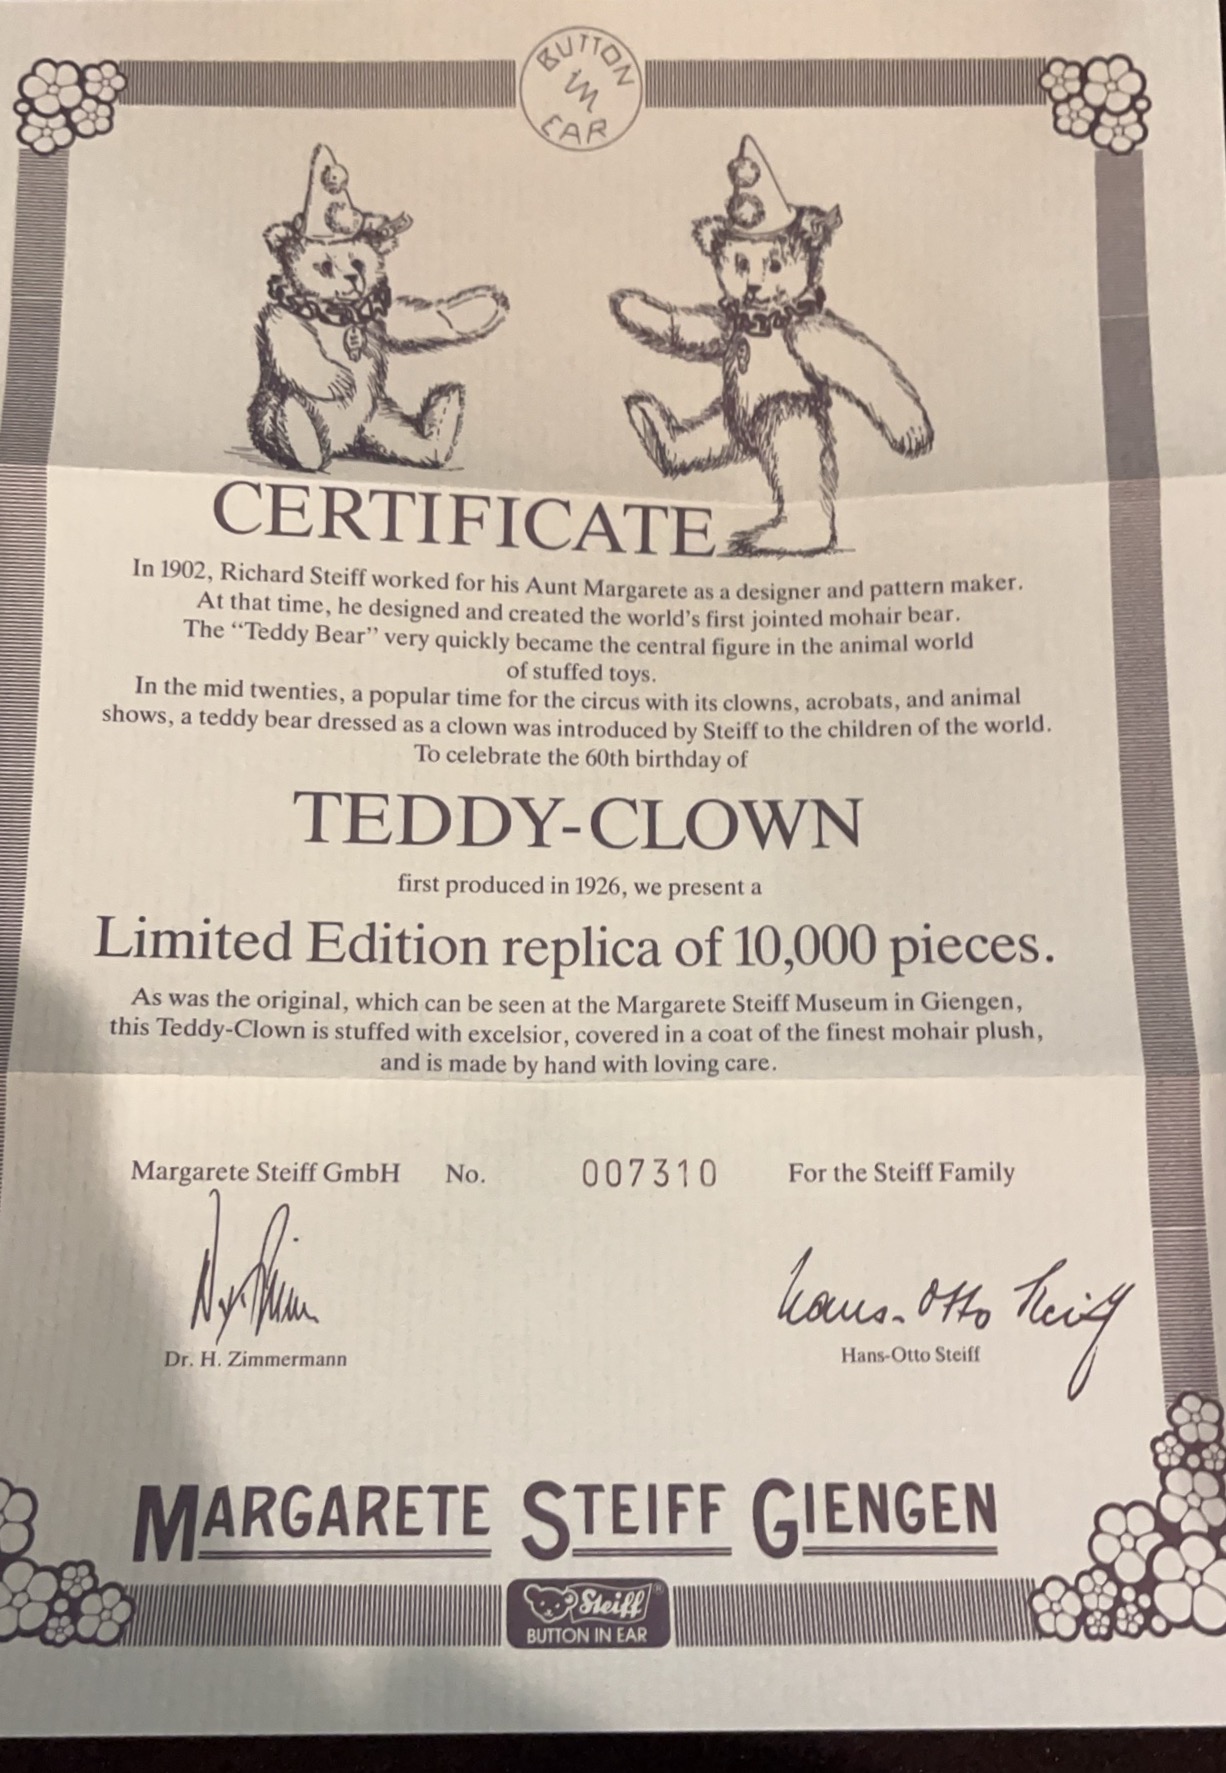 BUTTON
IN
EAR
CERTIFICATE
In 1902, Richard Steiff worked for his Aunt Margarete as a designer and pattern maker.
At that time, he designed and created the world's first jointed mohair bear.
The “Teddy Bear” very quickly became the central figure in the animal world
of stuffed toys.
In the mid twenties, a popular time for the circus with its clowns, acrobats, and animal
shows, a teddy bear dressed as a clown was introduced by Steiff to the children of the world.
To celebrate the 60th birthday of
TEDDY-CLOWN
first produced in 1926, we present a
Limited Edition replica of 10,000 pieces.
As was the original, which can be seen at the Margarete Steiff Museum in Giengen,
this Teddy-Clown is stuffed with excelsior, covered in a coat of the finest mohair plush,
and is made by hand with loving care.
Margarete Steiff GmbH No. 007310 For the Steiff Family
Hans-Otto Steiff
Dr. H. Zimmermann Hans-Otto Steiff
MARGARETE STEIFF GIENGEN
Steiff®
BUTTON IN EAR